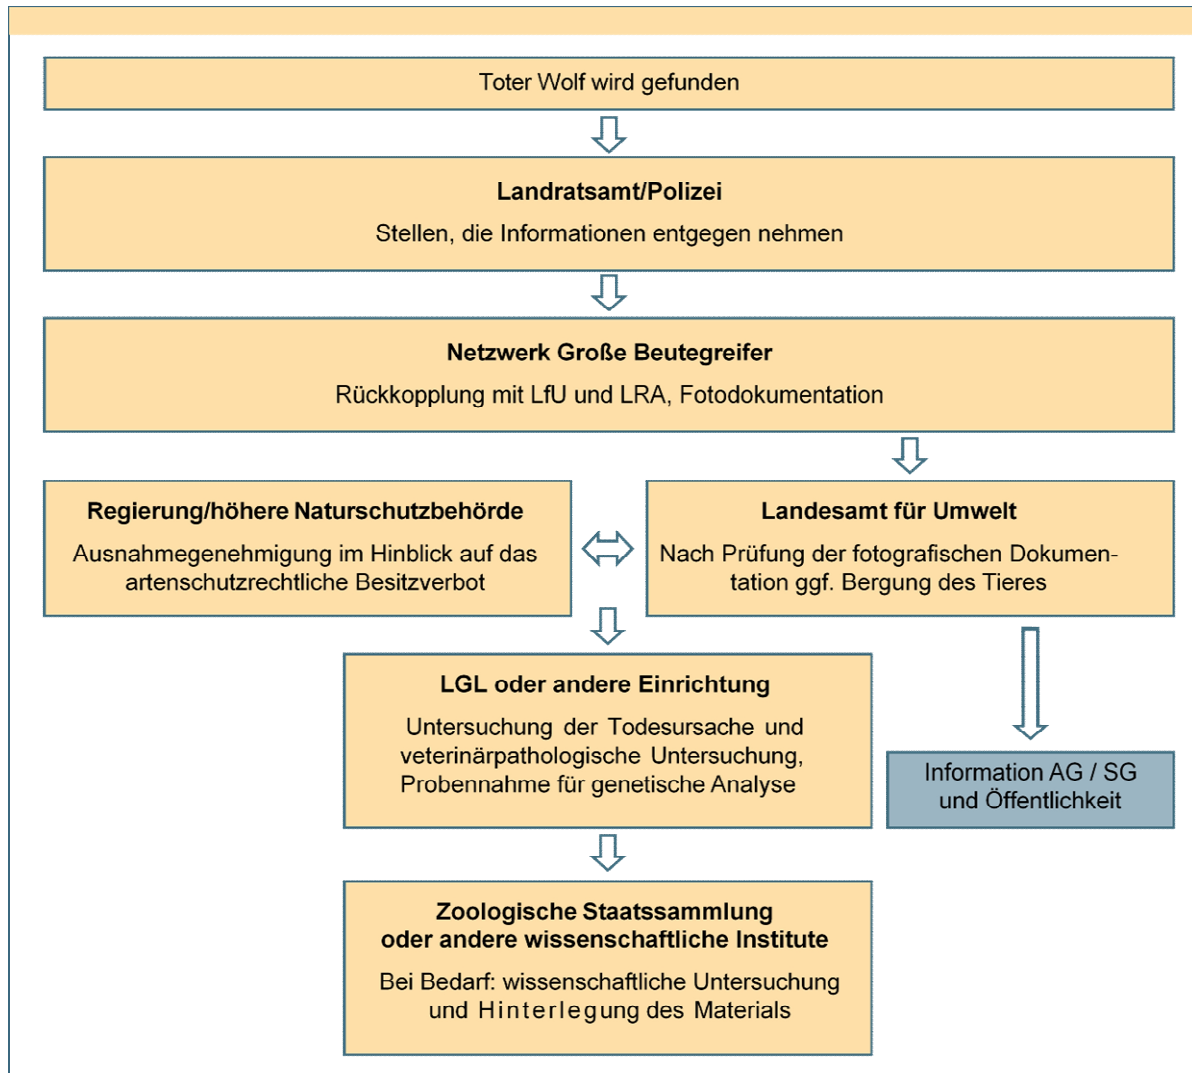 Toter Wolf wird gefunden
Landratsamt/Polizei
Stellen, die Informationen entgegen nehmen
Netzwerk Große Beutegreifer
Rückkopplung mit LfU und LRA, Fotodokumentation
Regierung/höhere Naturschutzbehörde
Ausnahmegenehmigung im Hinblick auf das
artenschutzrechtliche Besitzverbot
Landesamt für Umwelt
Nach Prüfung der fotografischen Dokumen-
tation ggf. Bergung des Tieres
LGL oder andere Einrichtung
Untersuchung der Todesursache und
veterinärpathologische Untersuchung,
Probennahme für genetische Analyse
Information AG / SG
und Öffentlichkeit
Zoologische Staatssammlung
oder andere wissenschaftliche Institute
Bei Bedarf: wissenschaftliche Untersuchung
und Hinterlegung des Materials